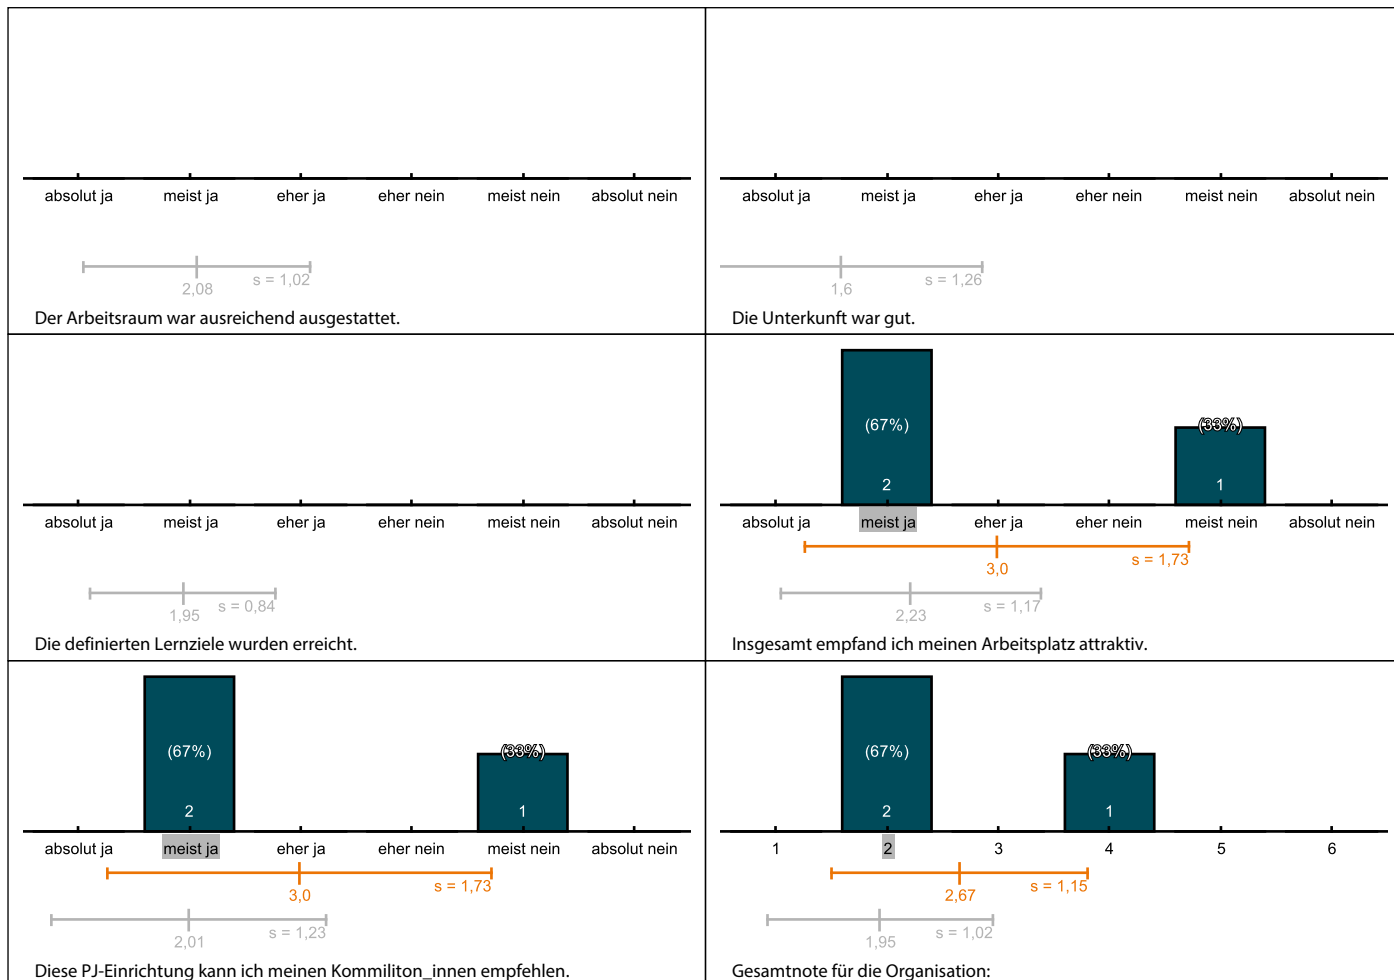 absolut ja meist ja eher ja eher nein meist nein absolut nein
2,08 s = 1,02
Der Arbeitsraum war ausreichend ausgestattet.
absolut ja meist ja eher ja eher nein meist nein absolut nein
1,6 s = 1,26
Die Unterkunft war gut.
absolut ja meist ja eher ja eher nein meist nein absolut nein
1,95 s = 0,84
Die definierten Lernziele wurden erreicht.
(67%) (33%)
2 1
absolut ja meist ja eher ja eher nein meist nein absolut nein
3,0 s = 1,73
2,23 s = 1,17
Insgesamt empfand ich meinen Arbeitsplatz attraktiv.
(67%) (33%)
2 1
absolut ja meist ja eher ja eher nein meist nein absolut nein
3,0 s = 1,73
2,01 s = 1,23
Diese PJ-Einrichtung kann ich meinen Kommiliton_innen empfehlen.
(67%) (33%)
2 1
1 2 3 4 5 6
2,67 s = 1,15
1,95 s = 1,02
Gesamtnote für die Organisation: